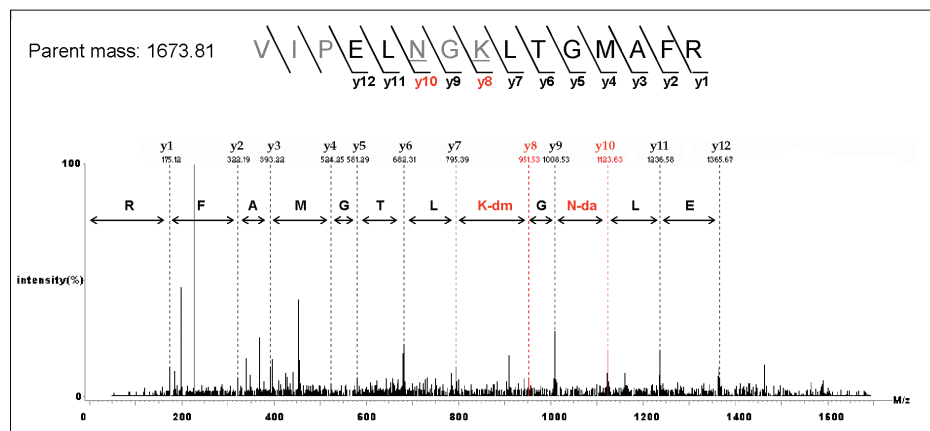 Parent mass: 1673.81 V I P E L N G K L T G M A F R
y12 y11 y10 y9 y8 y7 y6 y5 y4 y3 y2 y1
y1 y2 y3 y4 y5 y6 y7 y8 y9 y10 y11 y12
175.12 322.19 393.22 524.25 581.29 682.31 795.39 951.53 1008.53 1123.63 1236.58 1365.67
100
R F A M G T L K-dm G N-da L E
intensity(%)
0
0 200 400 600 800 1000 1200 1400 1600 M/z